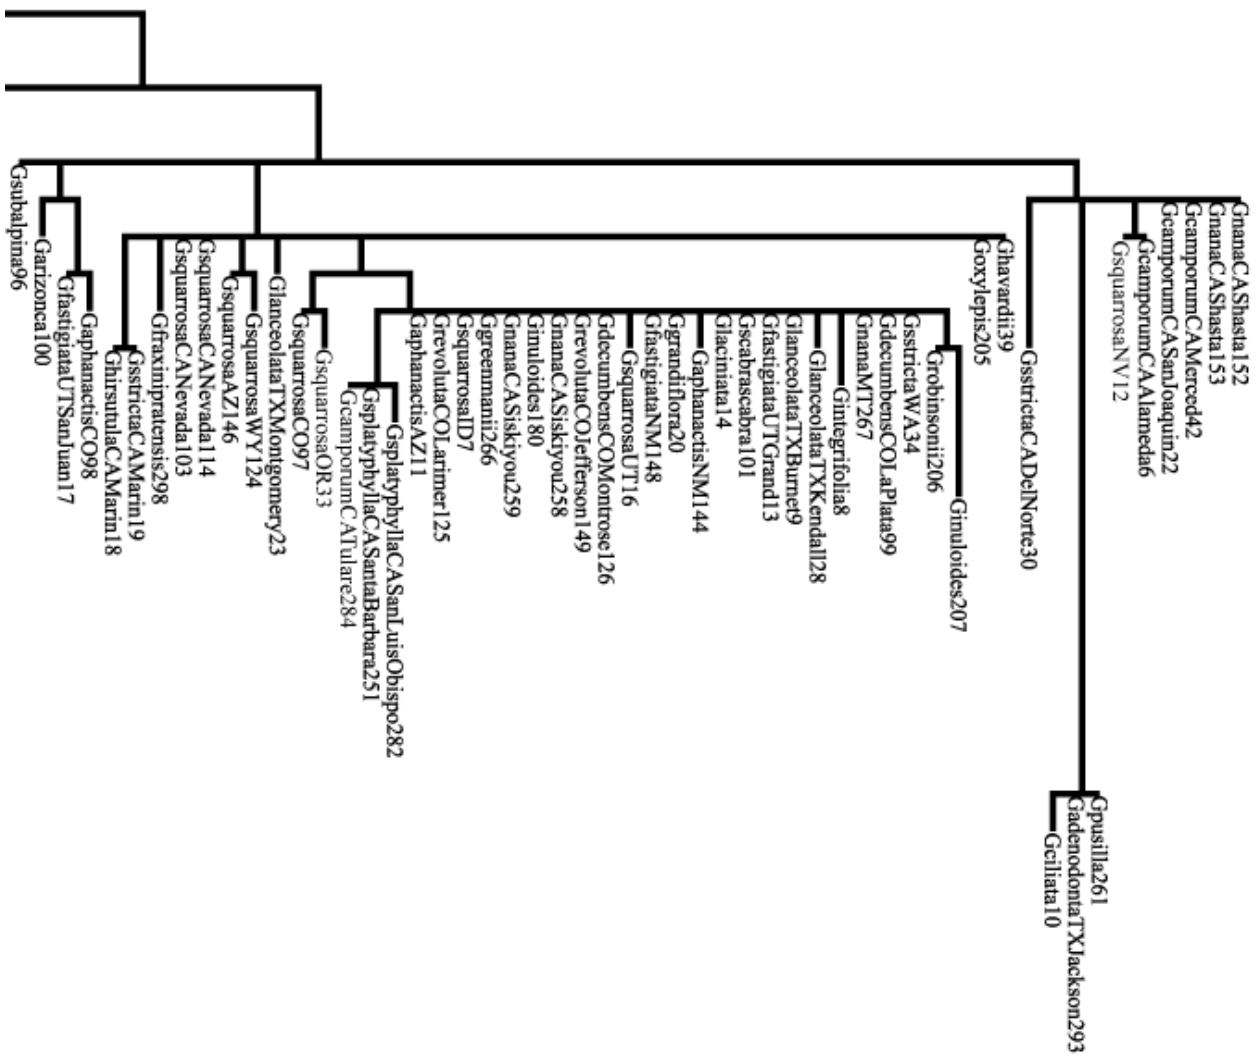 GnanaCAShasta152
GnanaCAShasta153
GcamporumCAMerced42
GcamporumCASanJoaquin22
GcamporumCAAlameda6
GsquarrosaNV12
Gpusilla261
GadenodontaTXJackson293
Gciliata10
GsstrictaCADelNorte30
Ghavardii39
Goxylepis205
Ginuloides207
Grobinsonii206
GsstrictaWA34
GdecumbensCOLaPlata99
GnanaMT267
Gintegrifolia8
GlanceolataTXKendall28
GlanceolataTXBurnet9
GfastigiataUTGrand13
Gscabrascabra101
Glaciniata14
GaphanactisNM144
Ggrandiflora20
GfastigiataNM148
GsquarrosaUT16
GdecumbensCOMontrose126
GrevolutaCOJefferson149
GnanaCASiskiyou258
Ginuloides180
GnanaCASiskiyou259
Ggreenmanii266
GsquarrosaID7
GrevolutaCOLarimer125
GaphanactisAZ11
GsplatyphyllaCASanLuisObispo282
GsplatyphyllaCASantaBarbara251
GcamporumCATulare284
GsquarrosaOR33
GsquarrosaCO97
GlanceolataTXMontgomery23
GsquarrosaWY124
GsquarrosaAZ146
GsquarrosaCANevada114
GsquarrosaCANevada103
Gfraxinipratensis298
GsstrictaCAMarin19
GhirsutulaCAMarin18
GaphanactisCO98
GfastigiataUTSanJuan17
Garizonca100
Gsubalpina96